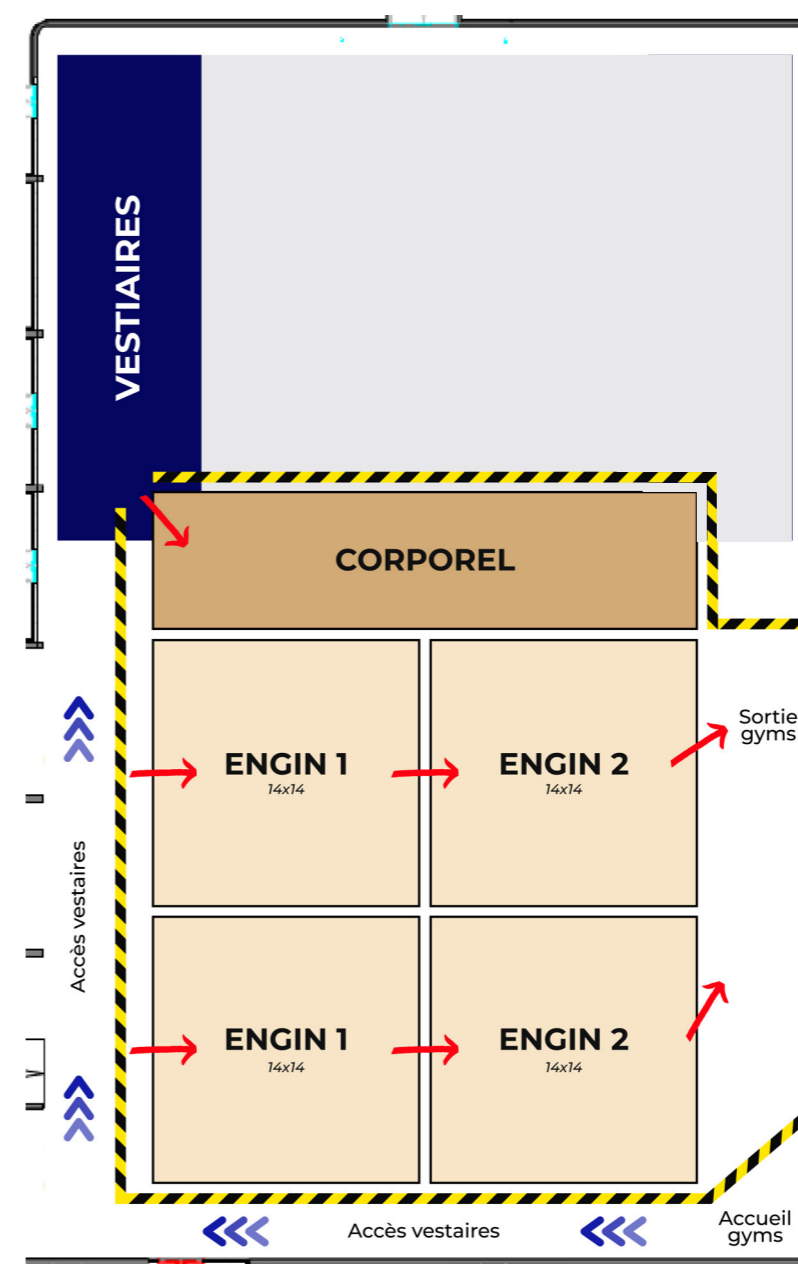 VESTIAIRES
CORPOREL
ENGIN 1
14x14
ENGIN 2
14x14
Sortie
gyms
Accès vestaires
ENGIN 1
14x14
ENGIN 2
14x14
Accès vestaires
Accueil
gyms